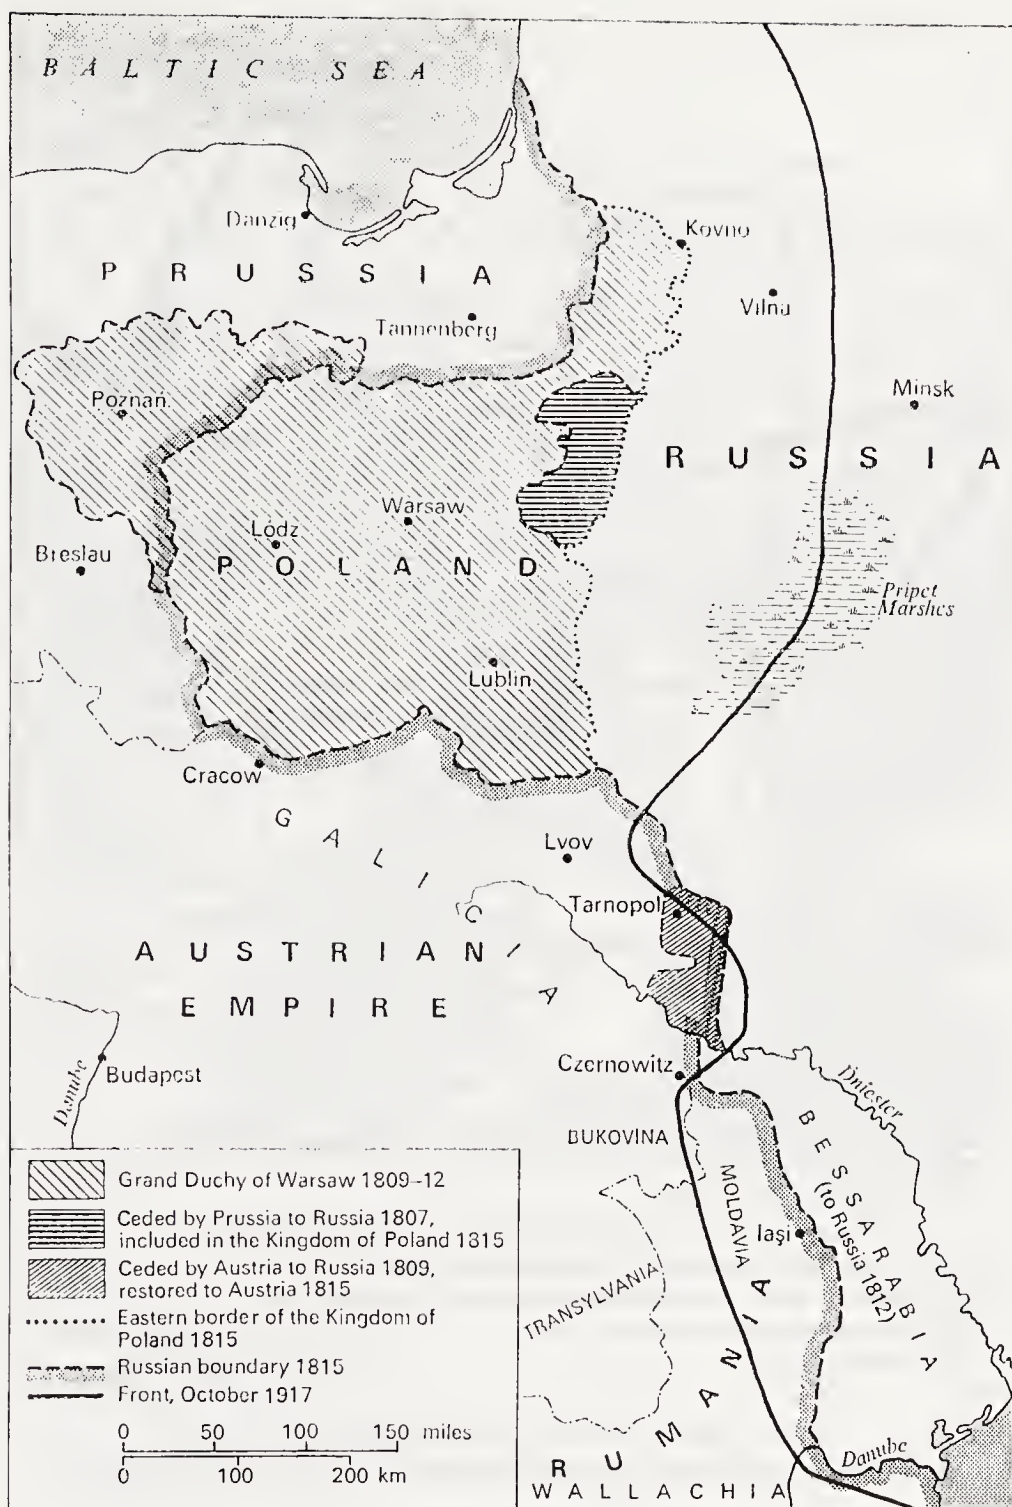 BALTIC SEA
Danzig
Kovno
PRUSSIA
Vilna
Tannenberg
Minsk
Poznań
RUSSIA
Warsaw
Lódz
Breslau
POLAND
Pripet
Marshes
Lublin
Cracow
GALICIA
Lvov
Tarnopol
AUSTRIAN
EMPIRE
Czernowitz
Dniester
Danube
Budapest
BUKOVINA
BESSARABIA
(to Russia 1812)
MOLDAVIA
Iaşi
TRANSYLVANIA
RUMANIA
Danube
WALLACHIA
Grand Duchy of Warsaw 1809–12
Ceded by Prussia to Russia 1807,
included in the Kingdom of Poland 1815
Ceded by Austria to Russia 1809,
restored to Austria 1815
Eastern border of the Kingdom of
Poland 1815
Russian boundary 1815
Front, October 1917
0 50 100 150 miles
0 100 200 km